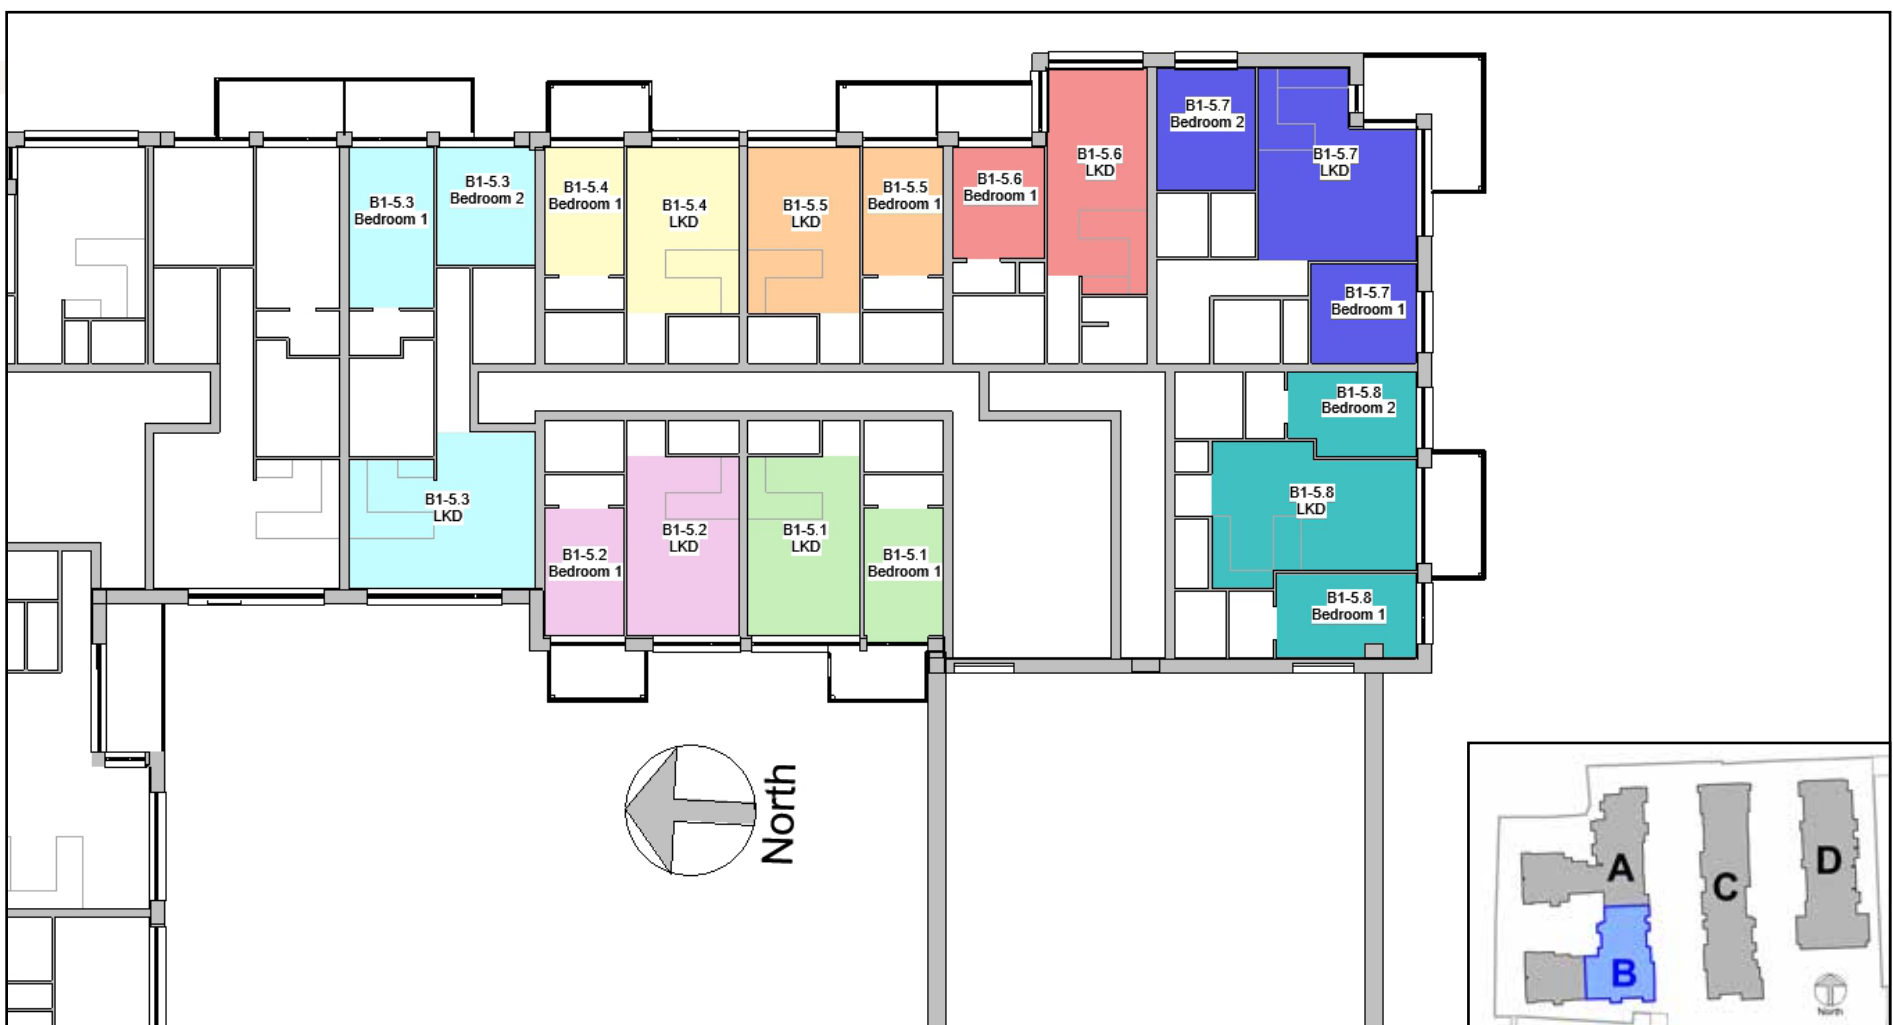 B1-5.3
Bedroom 1
B1-5.3
Bedroom 2
B1-5.4
Bedroom 1
B1-5.4
LKD
B1-5.5
LKD
B1-5.5
Bedroom 1
B1-5.6
Bedroom 1
B1-5.6
LKD
B1-5.7
Bedroom 2
B1-5.7
LKD
B1-5.7
Bedroom 1
B1-5.8
Bedroom 2
B1-5.8
LKD
B1-5.8
Bedroom 1
B1-5.3
LKD
B1-5.2
Bedroom 1
B1-5.2
LKD
B1-5.1
LKD
B1-5.1
Bedroom 1
North
A
B
C
D
North